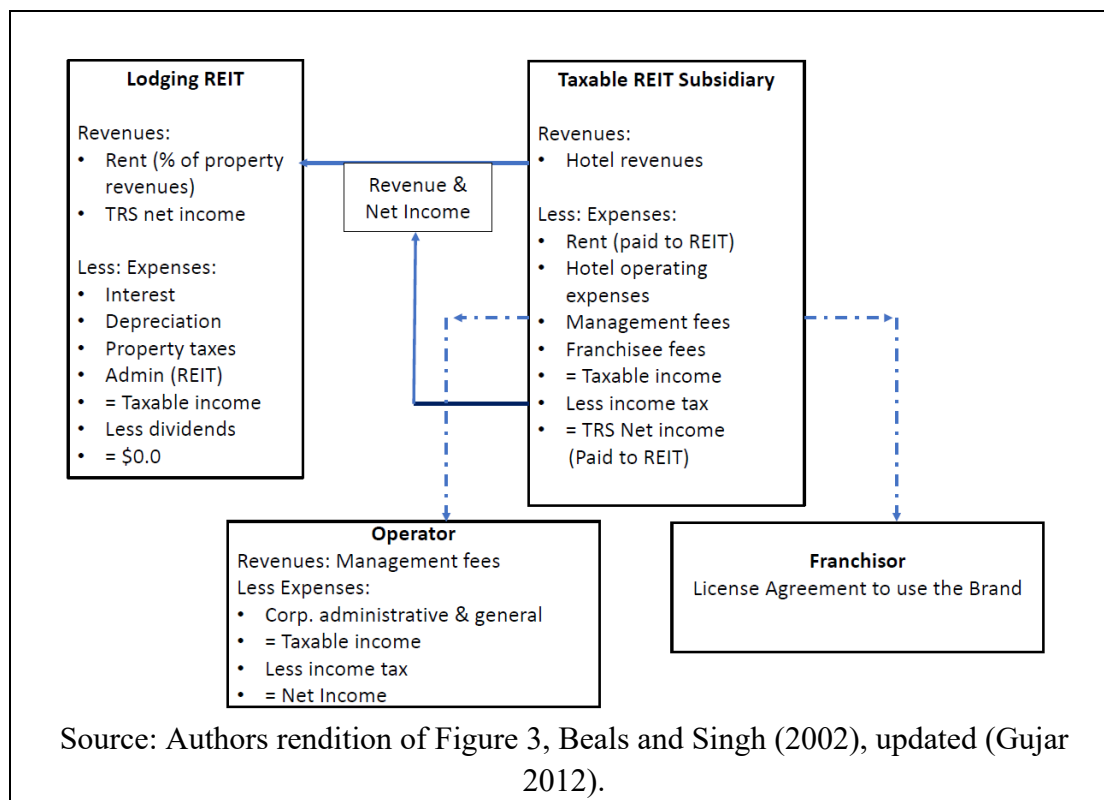 Lodging REIT
Revenues:
• Rent (% of property
revenues)
• TRS net income
Less: Expenses:
• Interest
• Depreciation
• Property taxes
• Admin (REIT)
• = Taxable income
• Less dividends
• = $0.0
Revenue &
Net Income
Taxable REIT Subsidiary
Revenues:
• Hotel revenues
Less: Expenses:
• Rent (paid to REIT)
• Hotel operating
expenses
• Management fees
• Franchisee fees
• = Taxable income
• Less income tax
• = TRS Net income
(Paid to REIT)
Operator
Revenues: Management fees
Less Expenses:
• Corp. administrative & general
• = Taxable income
• Less income tax
• = Net Income
Franchisor
License Agreement to use the Brand
Source: Authors rendition of Figure 3, Beals and Singh (2002), updated (Gujar
2012).